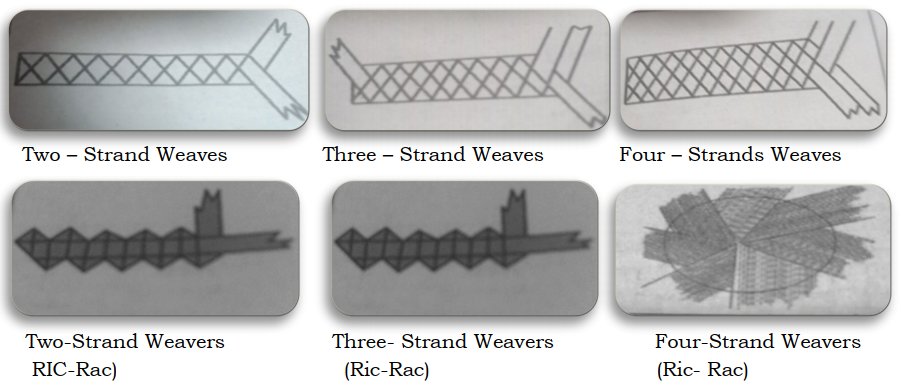 Two – Strand Weaves
Three – Strand Weaves
Four – Strands Weaves
Two-Strand Weavers
RIC-Rac)
Three- Strand Weavers
(Ric-Rac)
Four-Strand Weavers
(Ric- Rac)